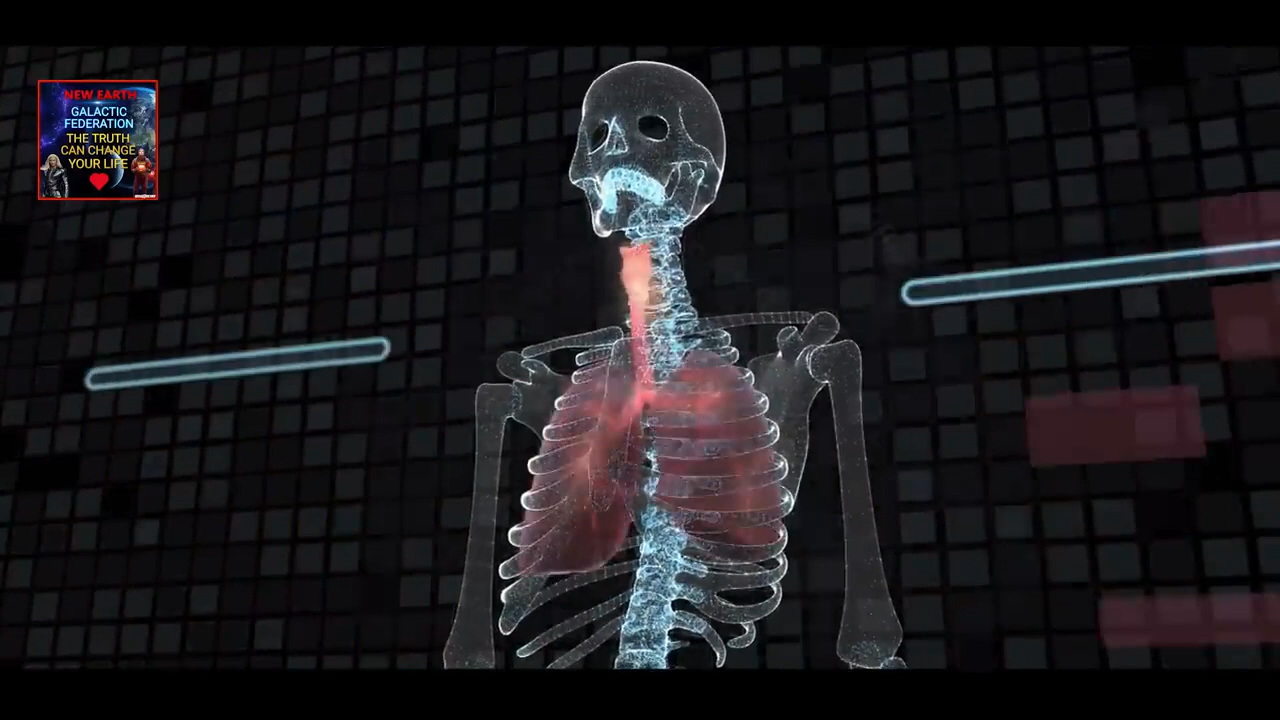 NEW EARTH
GALACTIC
FEDERATION
THE TRUTH
CAN CHANGE
YOUR LIFE